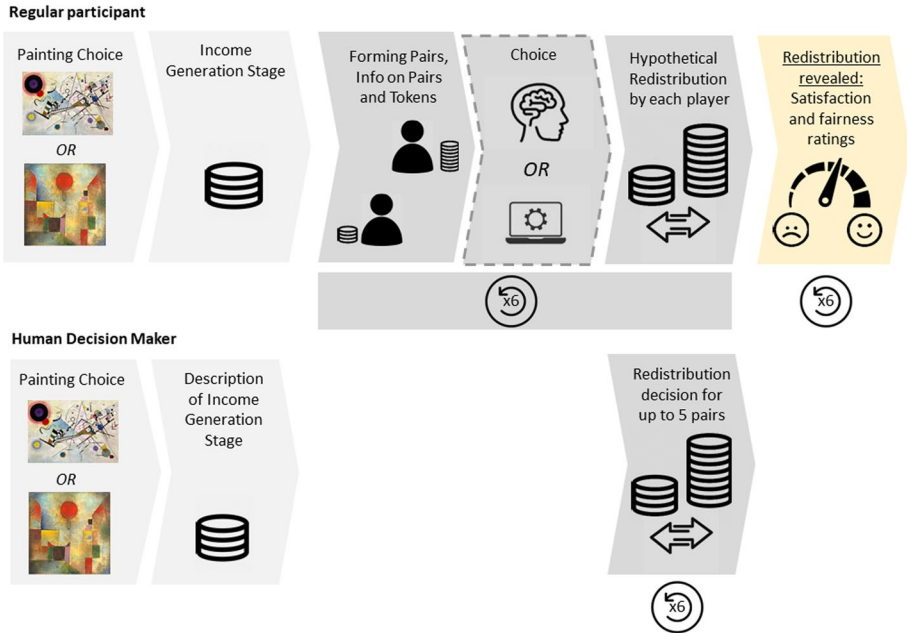 Regular participant
Painting Choice
OR
Income
Generation Stage
Forming Pairs,
Info on Pairs
and Tokens
Choice
OR
Hypothetical
Redistribution
by each player
Redistribution
revealed:
Satisfaction
and fairness
ratings
x6
x6
Human Decision Maker
Painting Choice
OR
Description
of Income
Generation
Stage
Redistribution
decision for
up to 5 pairs
x6